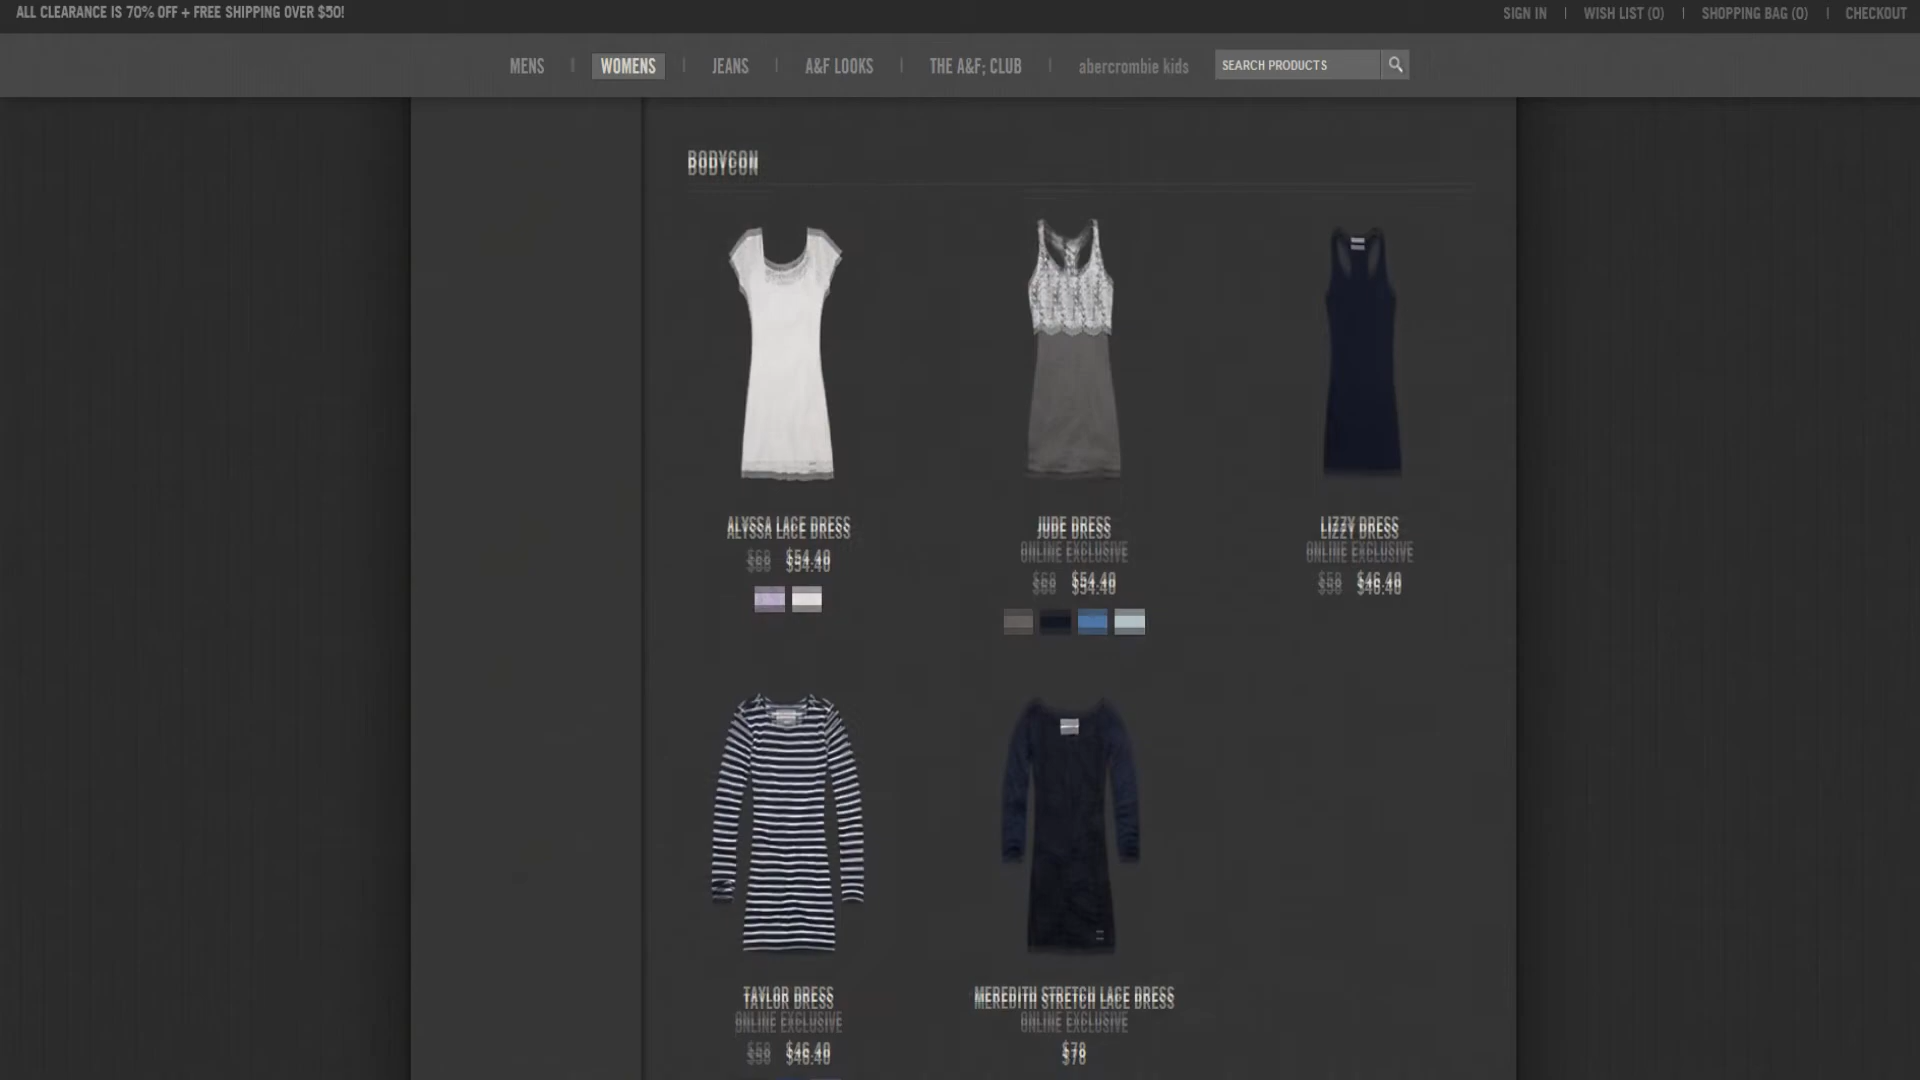 ALL CLEARANCE IS 70% OFF + FREE SHIPPING OVER $50!
SIGN IN | WISH LIST (0) | SHOPPING BAG (0) | CHECKOUT
MENS | WOMENS | JEANS | A&F LOOKS | THE A&F; CLUB | abercrombie kids
SEARCH PRODUCTS
BODYCON
ALYSSA LACE DRESS
$68 $54.40
JUDE DRESS
ONLINE EXCLUSIVE
$68 $54.40
LIZZY DRESS
ONLINE EXCLUSIVE
$58 $46.40
TAYLOR DRESS
ONLINE EXCLUSIVE
$58 $46.40
MEREDITH STRETCH LACE DRESS
ONLINE EXCLUSIVE
$78